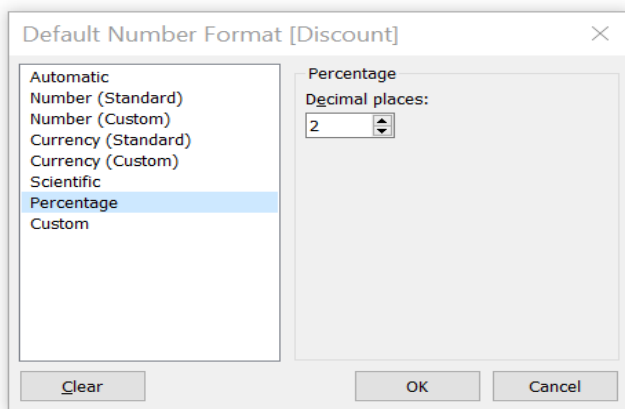 Default Number Format [Discount]
Automatic
Number (Standard)
Number (Custom)
Currency (Standard)
Currency (Custom)
Scientific
Percentage
Custom
Percentage
Decimal places:
2
Clear
OK
Cancel